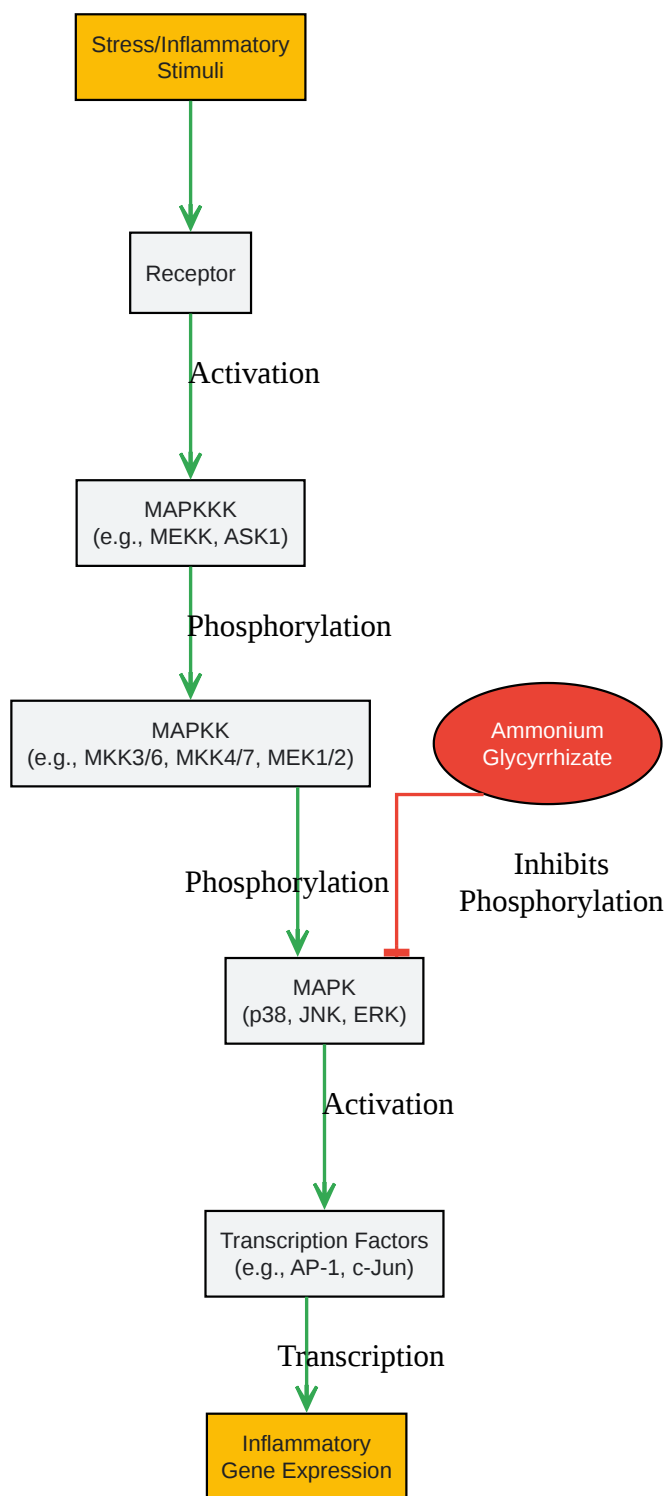 Stress/Inflammatory
Stimuli
Receptor
Activation
MAPKKK
(e.g., MEKK, ASK1)
Phosphorylation
MAPKK
(e.g., MKK3/6, MKK4/7, MEK1/2)
Ammonium
Glycyrrhizate
Phosphorylation
Inhibits
Phosphorylation
MAPK
(p38, JNK, ERK)
Activation
Transcription Factors
(e.g., AP-1, c-Jun)
Transcription
Inflammatory
Gene Expression